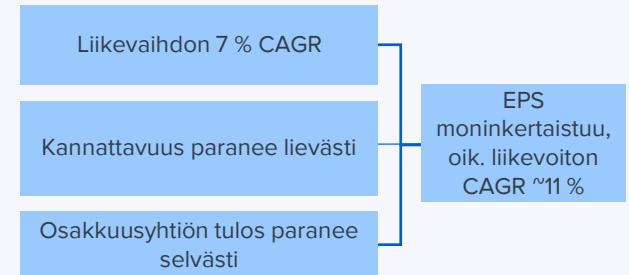 Liikevaihdon 7 % CAGR
Kannattavuus paranee lievästi
Osakkuusyhtiön tulos paranee
selvästi
EPS
moninkertaistuu,
oik. liikevoiton
CAGR ~11 %